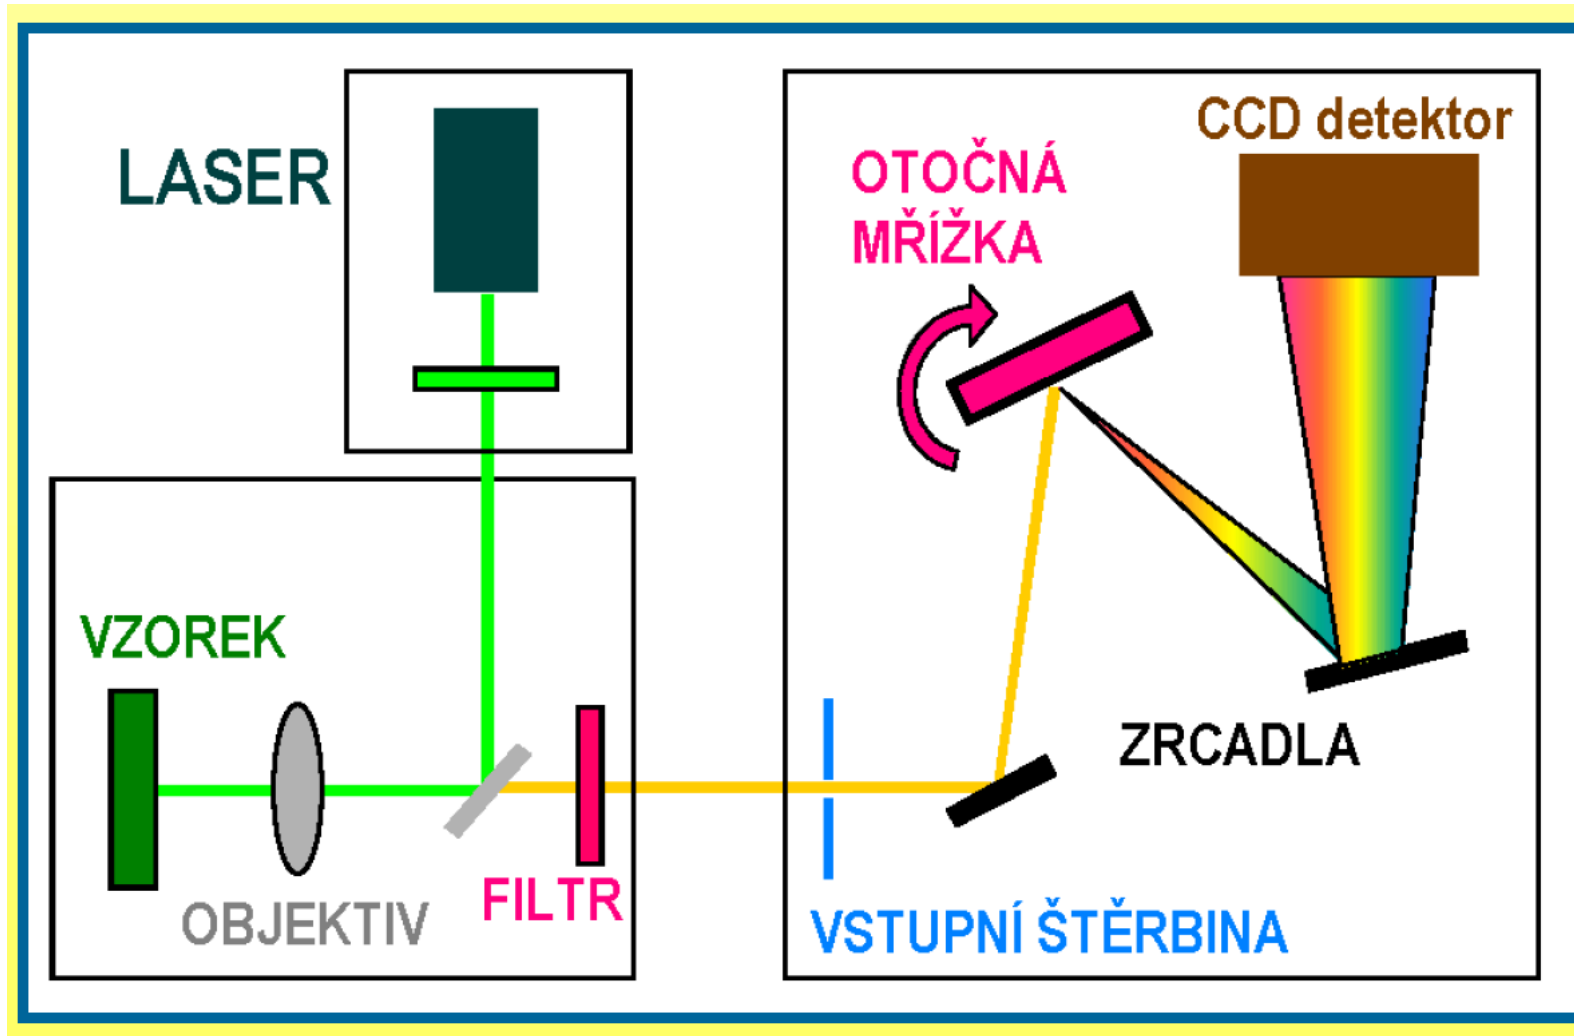 LASER
CCD detektor
OTOČNÁ
MŘÍŽKA
VZOREK
ZRCADLA
OBJEKTIV
FILTR
VSTUPNÍ ŠTĚRBINA